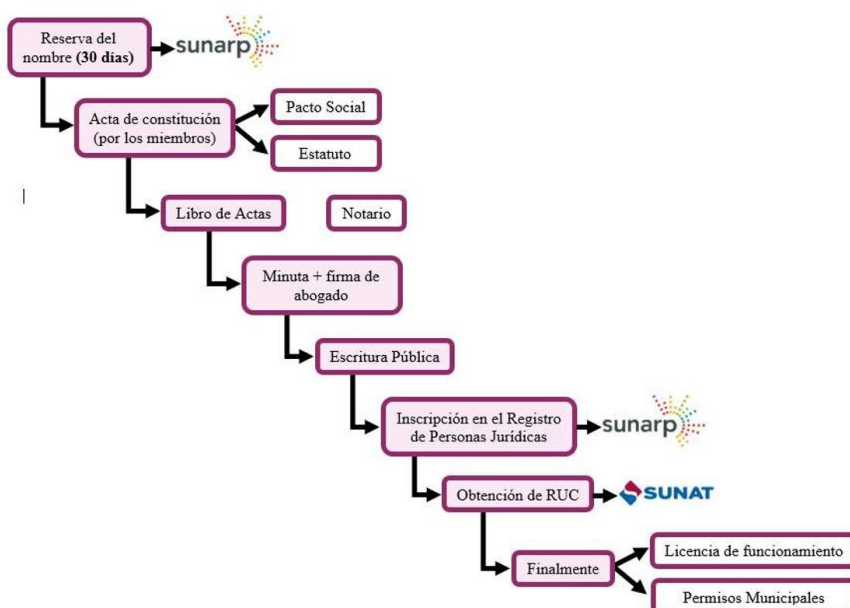 Reserva del
nombre (30 días)
sunarp
Acta de constitución
(por los miembros)
Pacto Social
Estatuto
Libro de Actas
Notario
Minuta + firma de
abogado
Escritura Pública
Inscripción en el Registro
de Personas Jurídicas
sunarp
Obtención de RUC
SUNAT
Finalmente
Licencia de funcionamiento
Permisos Municipales